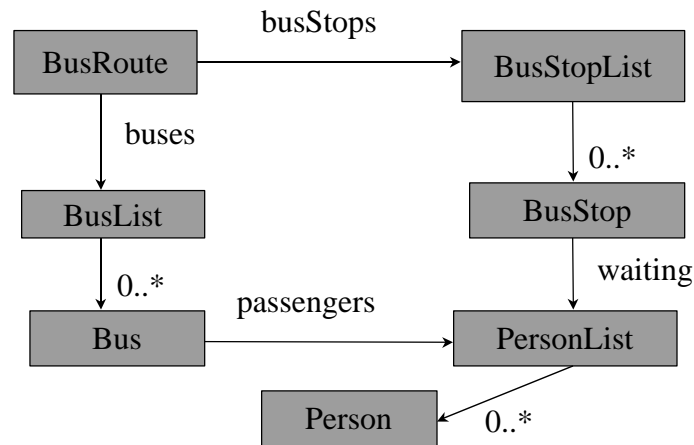 busStops
BusRoute
BusStopList
buses
0..*
BusList
BusStop
0..*
waiting
passengers
Bus
PersonList
Person
0..*